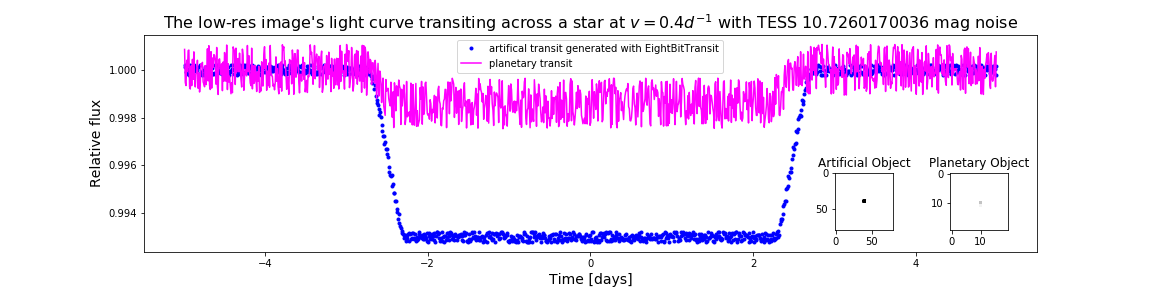 The low-res image's light curve transiting across a star at v = 0.4d⁻¹ with TESS 10.7260170036 mag noise
artifical transit generated with EightBitTransit
planetary transit
Relative flux
1.000
0.998
0.996
0.994
Artificial Object
0
50
0 50
Planetary Object
0
10
0 10
−4 −2 0 2 4
Time [days]